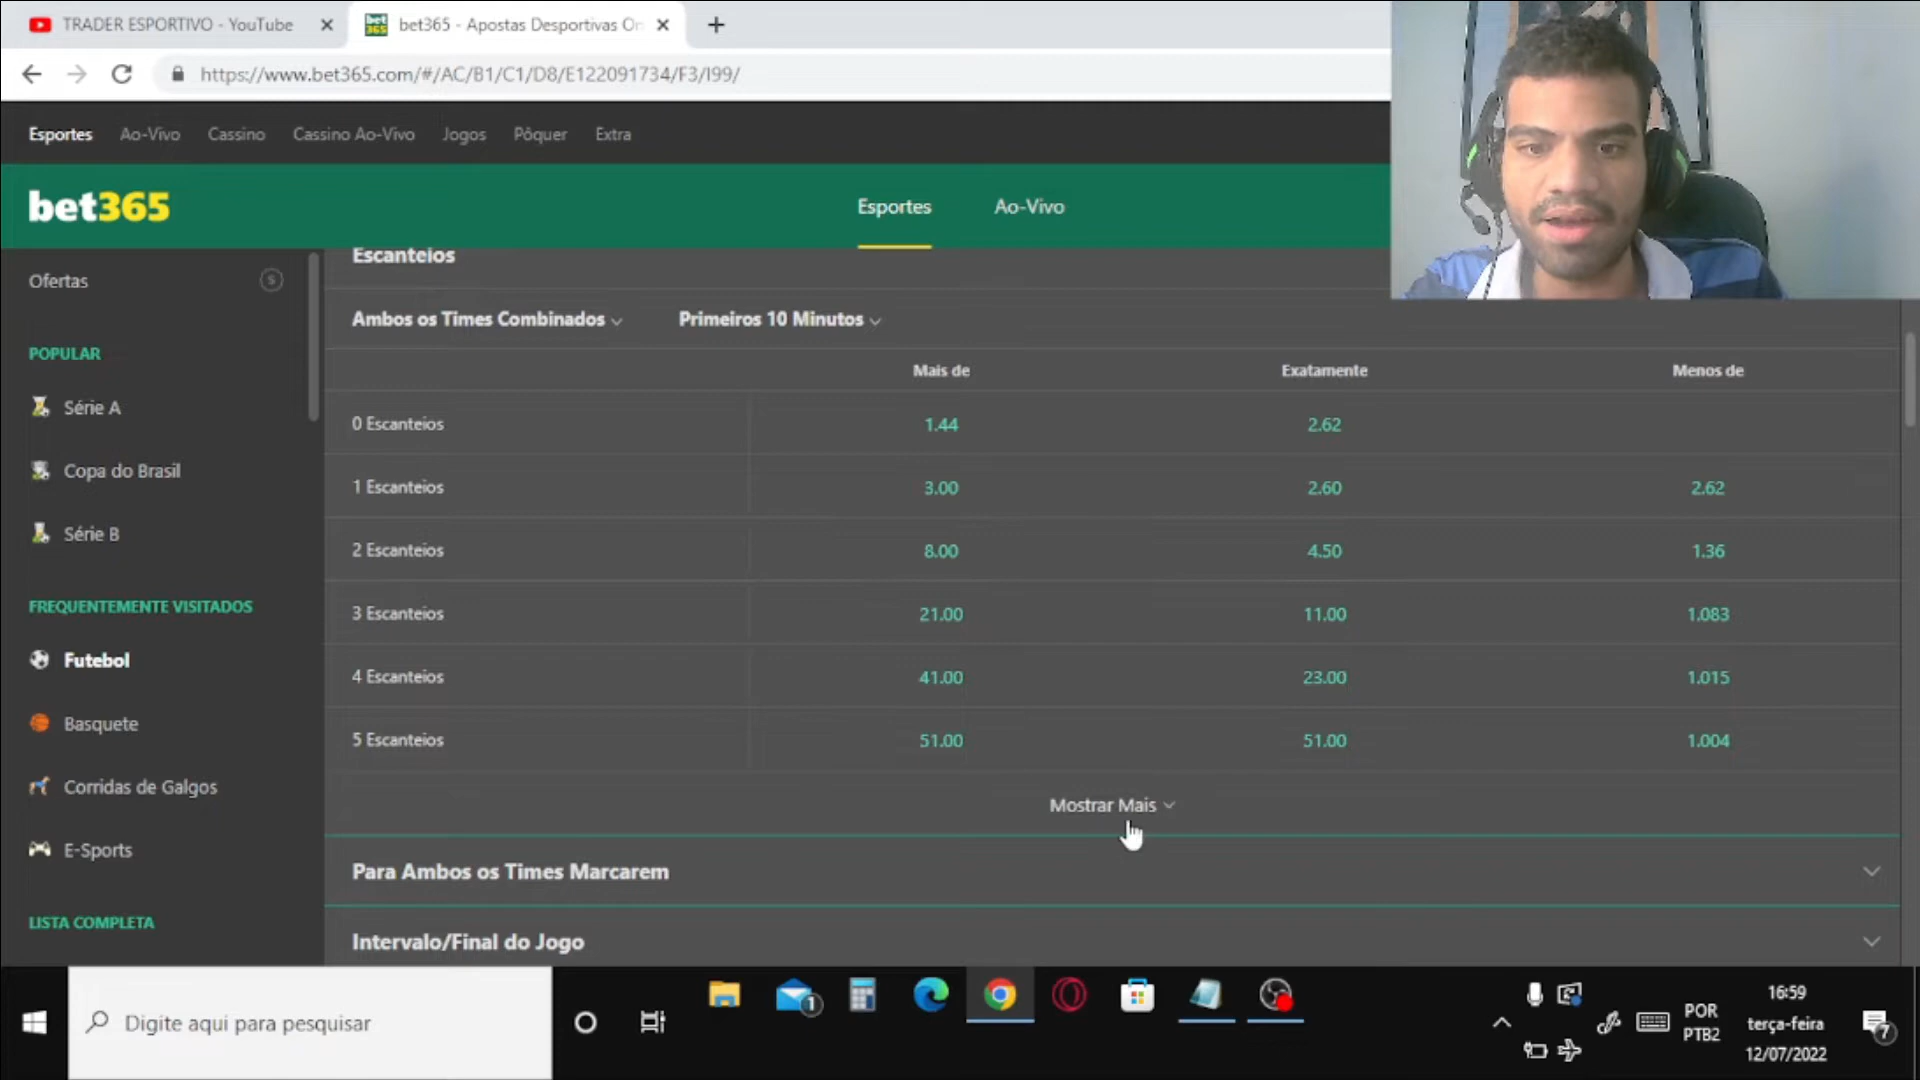 TRADER ESPORTIVO - YouTube
bet365 - Apostas Desportivas On
https://www.bet365.com/#/AC/B1/C1/D8/E122091734/F3/I99/
Esportes Ao-Vivo Cassino Cassino Ao-Vivo Jogos Pôquer Extra
bet365
Esportes Ao-Vivo
Ofertas
POPULAR
Série A
Copa do Brasil
Série B
FREQUENTEMENTE VISITADOS
Futebol
Basquete
Corridas de Galgos
E-Sports
LISTA COMPLETA
Escanteios
Ambos os Times Combinados Primeiros 10 Minutos
Mais de Exatamente Menos de
0 Escanteios 1.44 2.62
1 Escanteios 3.00 2.60 2.62
2 Escanteios 8.00 4.50 1.36
3 Escanteios 21.00 11.00 1.083
4 Escanteios 41.00 23.00 1.015
5 Escanteios 51.00 51.00 1.004
Mostrar Mais
Para Ambos os Times Marcarem
Intervalo/Final do Jogo
Digite aqui para pesquisar
1
POR
PTB2
16:59
terça-feira
12/07/2022
7